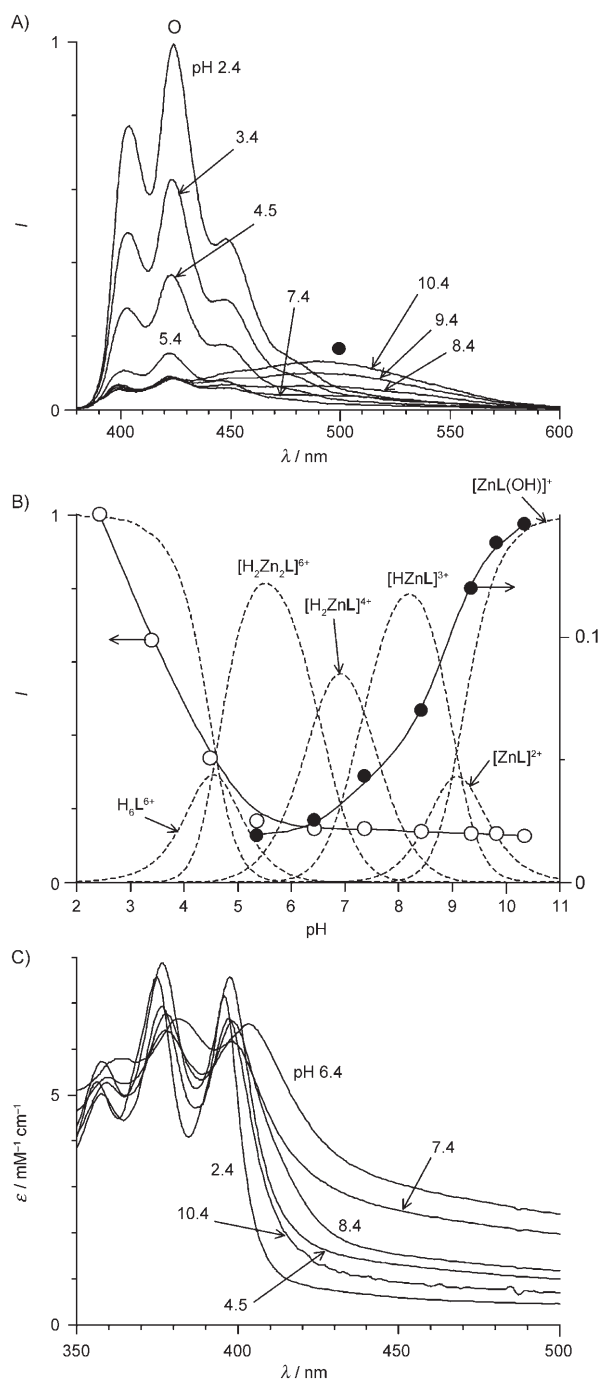 A)
1
pH 2.4
3.4
4.5
I
7.4
10.4
9.4
8.4
5.4
0
400 450 500 550 600
λ / nm
B)
[ZnL(OH)]⁺
1
[H₂Zn₂L]⁶⁺
[H₂ZnL]⁴⁺
[HZnL]³⁺
I
0.1
[ZnL]²⁺
H₆L⁶⁺
0
0
2 3 4 5 6 7 8 9 10 11
pH
C)
pH 6.4
5
7.4
ε / mM⁻¹ cm⁻¹
2.4
8.4
10.4
4.5
0
350 400 450 500
λ / nm